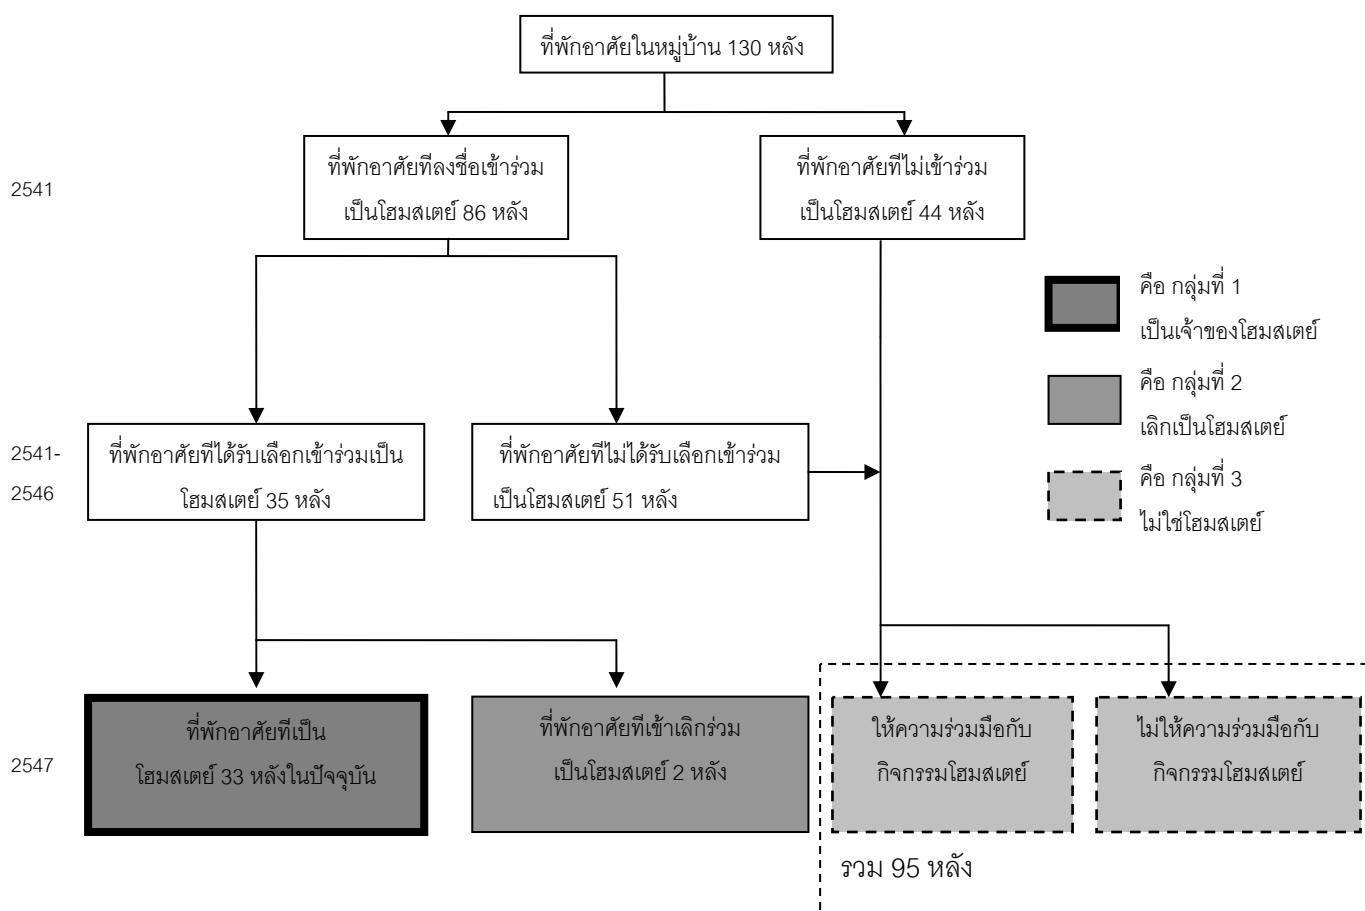 ที่พักอาศัยในหมู่บ้าน 130 หลัง
2541
ที่พักอาศัยที่ลงชื่อเข้าร่วม
เป็นโฮมสเตย์ 86 หลัง
ที่พักอาศัยที่ไม่เข้าร่วม
เป็นโฮมสเตย์ 44 หลัง
คือ กลุ่มที่ 1
เป็นเจ้าของโฮมสเตย์
คือ กลุ่มที่ 2
เลิกเป็นโฮมสเตย์
คือ กลุ่มที่ 3
ไม่ใช่โฮมสเตย์
2541-
2546
ที่พักอาศัยที่ได้รับเลือกเข้าร่วมเป็น
โฮมสเตย์ 35 หลัง
ที่พักอาศัยที่ไม่ได้รับเลือกเข้าร่วม
เป็นโฮมสเตย์ 51 หลัง
2547
ที่พักอาศัยที่เป็น
โฮมสเตย์ 33 หลังในปัจจุบัน
ที่พักอาศัยที่เข้าเลิกร่วม
เป็นโฮมสเตย์ 2 หลัง
ให้ความร่วมมือกับ
กิจกรรมโฮมสเตย์
ไม่ให้ความร่วมมือกับ
กิจกรรมโฮมสเตย์
รวม 95 หลัง